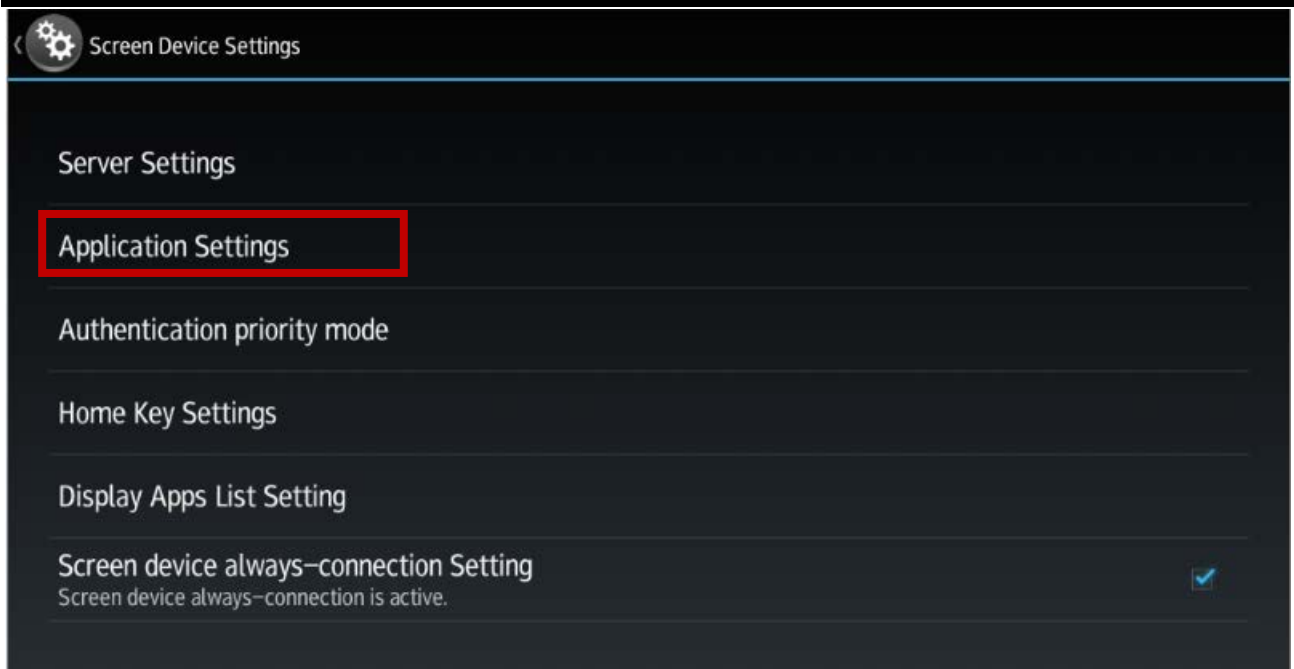 Screen Device Settings
Server Settings
Application Settings
Authentication priority mode
Home Key Settings
Display Apps List Setting
Screen device always-connection Setting
Screen device always-connection is active.